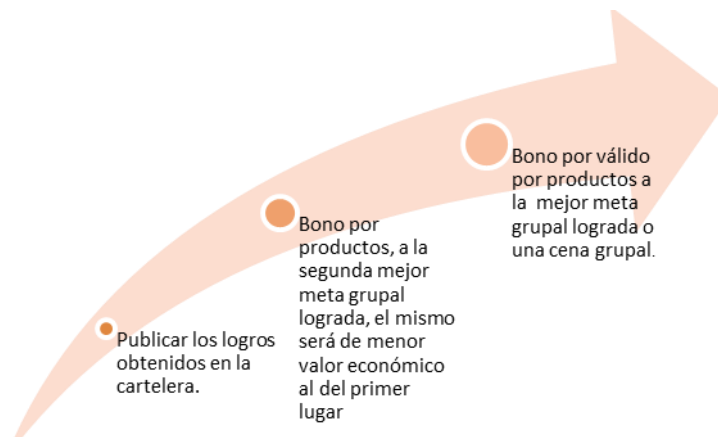 Publicar los logros
obtenidos en la
cartelera.
Bono por
productos, a la
segunda mejor
meta grupal
lograda, el mismo
será de menor
valor económico
al del primer
lugar
Bono por válido
por productos a
la mejor meta
grupal lograda o
una cena grupal.